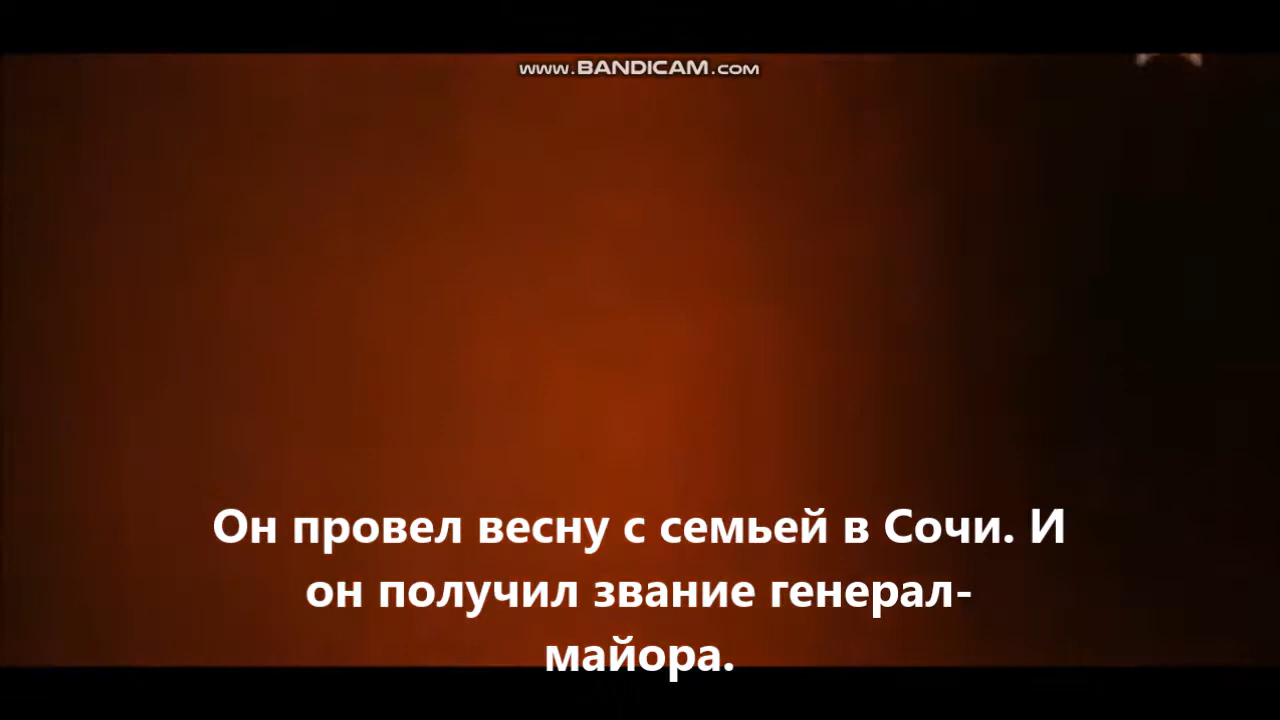 www.BANDICAM.com
Он провел весну с семьей в Сочи. И
он получил звание генерал-
майора.